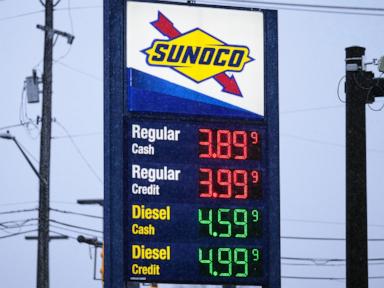 SUNOCO
Regular
Cash
3.89 9
Regular
Credit
3.99 9
Diesel
Cash
4.59 9
Diesel
Credit
4.99 9